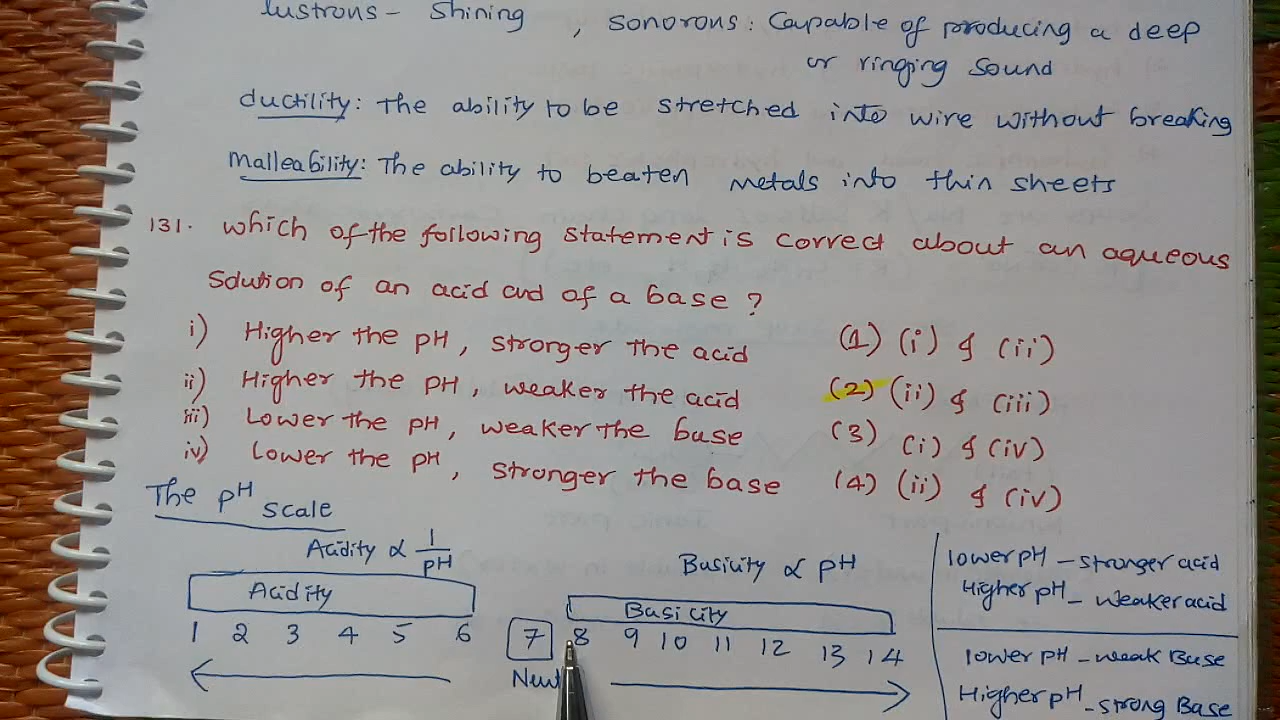 lustrous - Shining , sonorous: Capable of producing a deep
or ringing sound
ductility: The ability to be stretched into wire without breaking
Malleability: The ability to beaten metals into thin sheets
131. Which of the following statement is correct about an aqueous
Solution of an acid and of a base ?
i) Higher the pH, stronger the acid (1) (i) & (ii)
ii) Higher the pH, weaker the acid (2) (ii) & (iii)
iii) Lower the pH, weaker the base (3) (i) & (iv)
iv) Lower the pH, stronger the base (4) (ii) & (iv)
The pH scale
Acidity ∝ 1/pH Basicity ∝ pH
Acidity Basicity
1 2 3 4 5 6 7 8 9 10 11 12 13 14
lower pH - stronger acid
Higher pH - weaker acid
lower pH - weak Base
Higher pH - strong Base